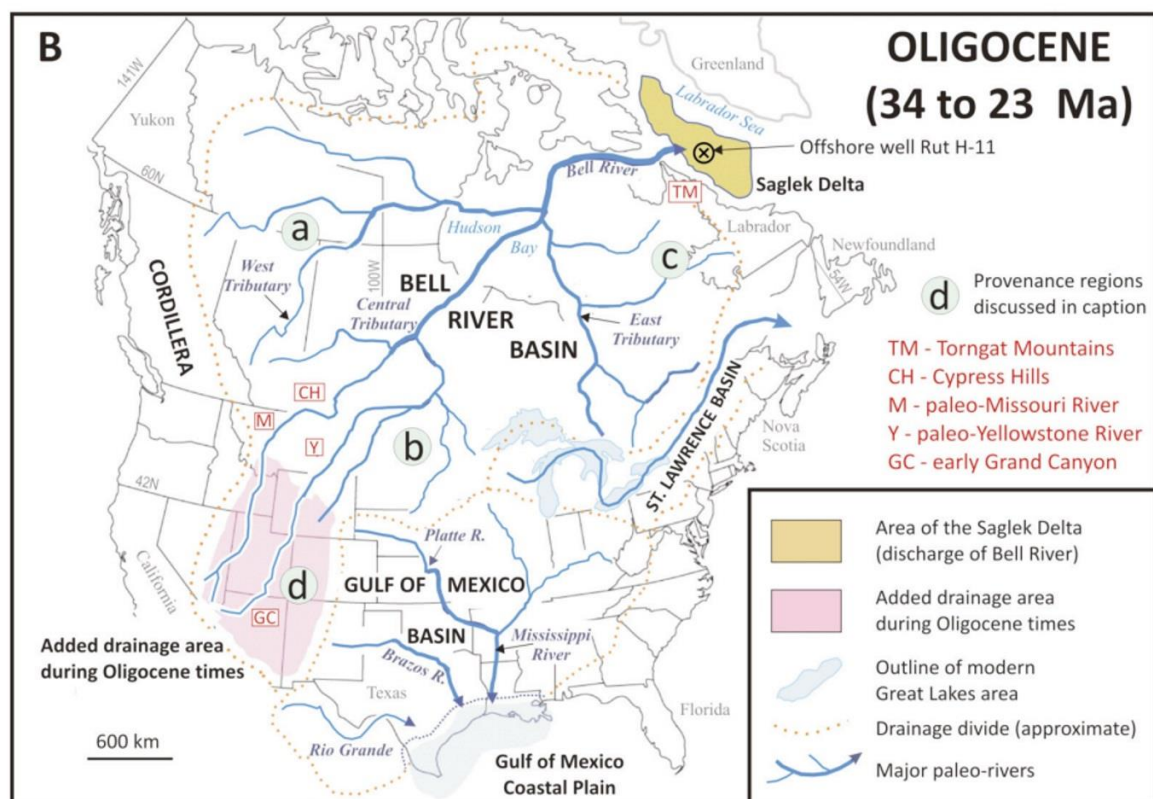 B
OLIGOCENE
(34 to 23 Ma)
Greenland
Labrador Sea
141W
Yukon
60N
Offshore well Rut H-11
Saglek Delta
Bell River
TM
Labrador
Newfoundland
54W
a
Hudson
Bay
c
West
Tributary
100W
CORDILLERA
BELL
RIVER
BASIN
Central
Tributary
East
Tributary
d
Provenance regions
discussed in caption
TM - Torngat Mountains
CH - Cypress Hills
M - paleo-Missouri River
Y - paleo-Yellowstone River
GC - early Grand Canyon
CH
M
Y
b
ST. LAWRENCE BASIN
Nova
Scotia
42N
California
Platte R.
GULF OF MEXICO
BASIN
d
GC
Added drainage area
during Oligocene times
Mississippi
River
Brazos R.
Texas
Florida
Rio Grande
600 km
Gulf of Mexico
Coastal Plain
Area of the Saglek Delta
(discharge of Bell River)
Added drainage area
during Oligocene times
Outline of modern
Great Lakes area
Drainage divide (approximate)
Major paleo-rivers